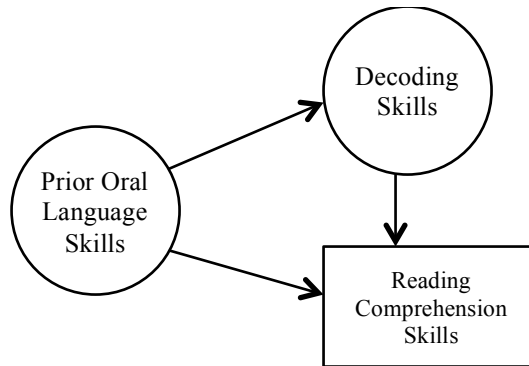 Decoding
Skills
Prior Oral
Language
Skills
Reading
Comprehension
Skills